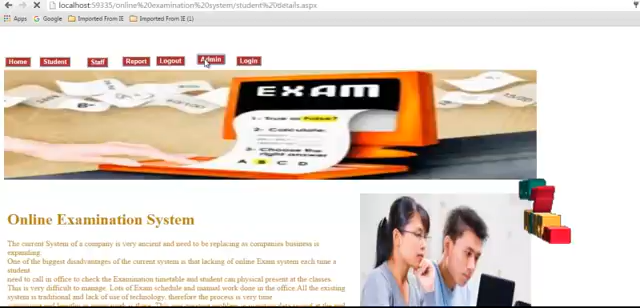 localhost:59335/online%20examination%20system/student%20details.aspx
Apps Google Imported From IE Imported From IE (1)
Home Student Staff Report Logout Admin Login
EXAM
1- True or False?
2- Calculate.
3- Choose the
right answer
A B C D
Online Examination System
The current System of a company is very ancient and need to be replacing as companies business is
expanding
One of the biggest disadvantages of the current system is that lacking of online Exam system each time a
student
need to call in office to check the Examination timetable and student can physical present at the classes
This is very difficult to manage. Lots of Exam schedule and manual work done in the office All the existing
system is traditional and lack of use of technology, therefore the process is very time